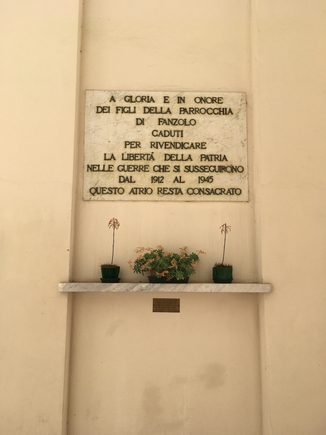 A GLORIA E IN ONORE
DEI FIGLI DELLA PARROCCHIA
DI FANZOLO
CADUTI
PER RIVENDICARE
LA LIBERTÁ DELLA PATRIA
NELLE GUERRE CHE SI SUSSEGUIRONO
DAL 1912 AL 1945
QUESTO ATRIO RESTA CONSACRATO